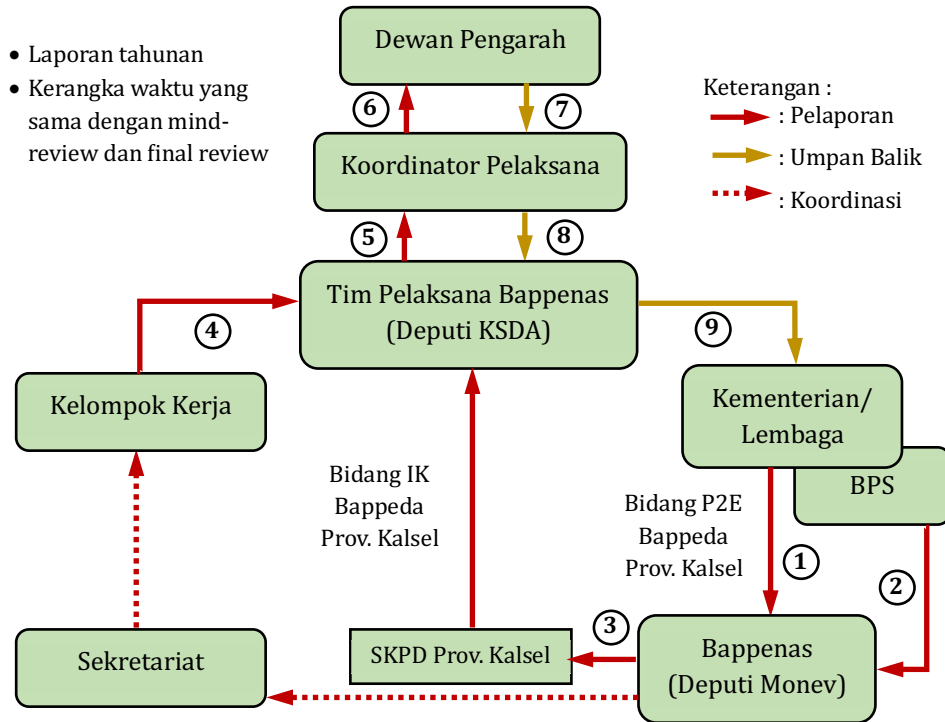 Dewan Pengarah
• Laporan tahunan
• Kerangka waktu yang
sama dengan mind-
review dan final review
6
7
Keterangan :
: Pelaporan
: Umpan Balik
: Koordinasi
Koordinator Pelaksana
5
8
Tim Pelaksana Bappenas
(Deputi KSDA)
4
9
Kelompok Kerja
Kementerian/
Lembaga
BPS
Bidang IK
Bappeda
Prov. Kalsel
Bidang P2E
Bappeda
Prov. Kalsel
1
2
3
Sekretariat
SKPD Prov. Kalsel
Bappenas
(Deputi Monev)